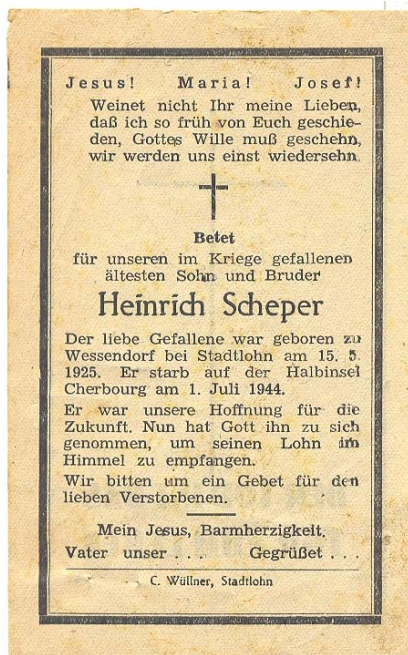 Jesus! Maria! Josef!
Weinet nicht Ihr meine Lieben,
daß ich so früh von Euch geschie-
den, Gottes Wille muß geschehn,
wir werden uns einst wiedersehn.
Betet
für unseren im Kriege gefallenen
ältesten Sohn und Bruder
Heinrich Scheper
Der liebe Gefallene war geboren zu
Wessendorf bei Stadtlohn am 15. 5.
1925. Er starb auf der Halbinsel
Cherbourg am 1. Juli 1944.
Er war unsere Hoffnung für die
Zukunft. Nun hat Gott ihn zu sich
genommen, um seinen Lohn im
Himmel zu empfangen.
Wir bitten um ein Gebet für den
lieben Verstorbenen.
Mein Jesus, Barmherzigkeit.
Vater unser . . . Gegrüßet . . .
C. Wüllner, Stadtlohn